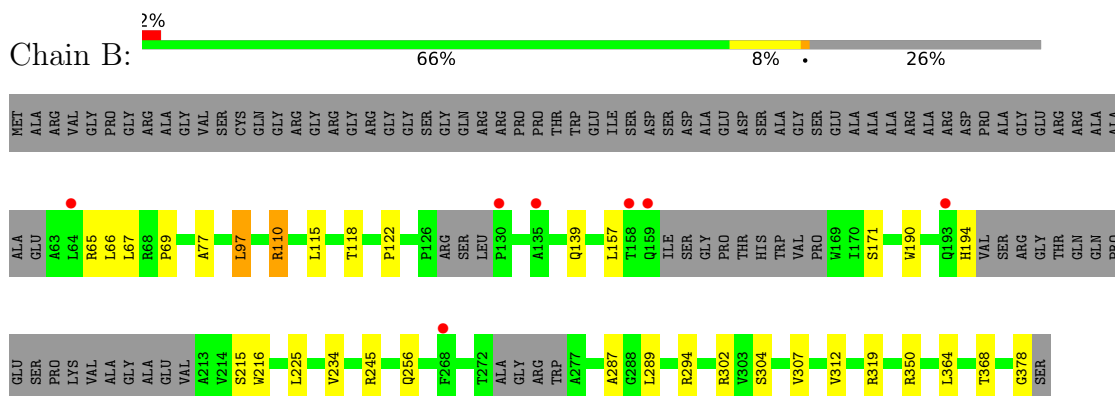 2%
Chain B:
66% 8% • 26%
MET ALA ARG VAL GLY PRO GLY ARG ALA GLY VAL SER CYS GLN GLY ARG GLY ARG GLY ARG GLY GLY SER GLY GLN ARG ARG PRO PRO THR TRP GLU ILE SER ASP SER ASP ALA GLU ASP SER ALA GLY SER GLU ALA ALA ALA ALA ARG ASP PRO ALA GLY GLU ARG ARG ALA ALA ALA
ALA GLU A63 L64 R65 L66 L67 R68 P69 A77 L97 R110 L115 T118 P122 P126 ARG SER LEU P130 A135 Q139 L157 T158 Q159 ILE SER GLY PRO THR HIS TRP VAL PRO W169 I170 S171 W190 Q193 H194 VAL SER ARG GLY THR GLN GLN PRO
GLU SER PRO LYS VAL ALA GLY ALA GLU VAL A213 V214 S215 W216 L225 V234 R245 Q256 F268 T272 ALA GLY ARG TRP A277 A287 G288 L289 R294 R302 V303 S304 V307 V312 R319 R350 L364 T368 G378 SER